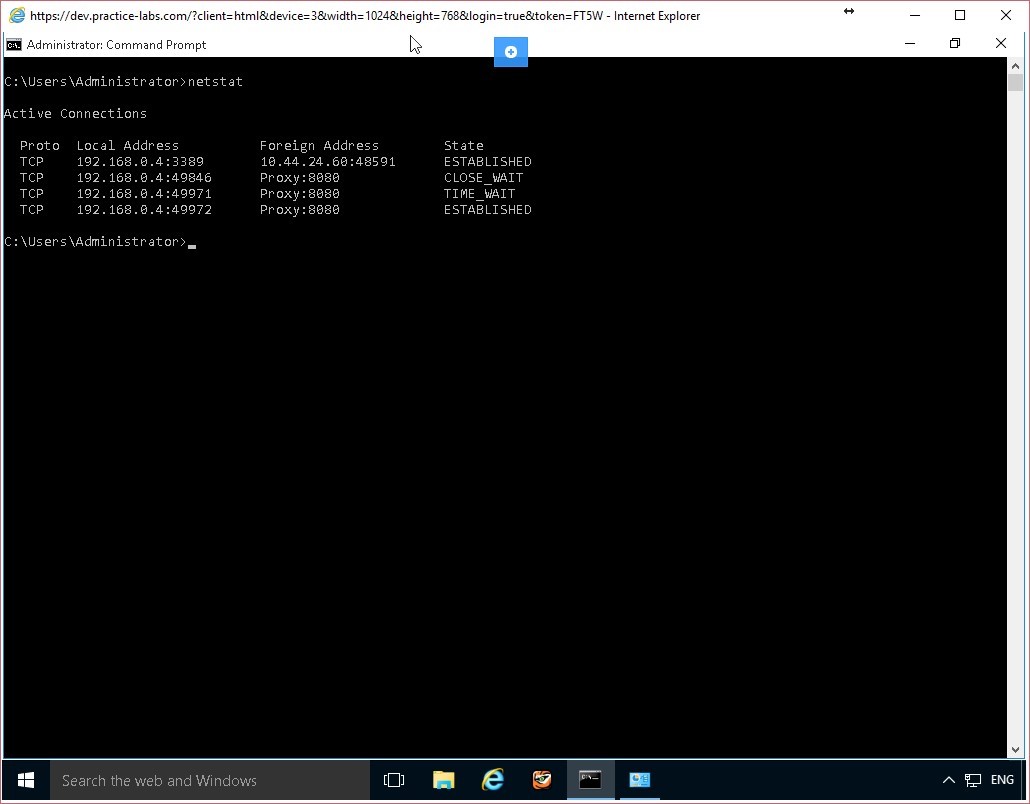 https://dev.practice-labs.com/?client=html&device=3&width=1024&height=768&login=true&token=FT5W - Internet Explorer
Administrator: Command Prompt
C:\Users\Administrator>netstat
Active Connections
Proto Local Address Foreign Address State
TCP 192.168.0.4:3389 10.44.24.60:48591 ESTABLISHED
TCP 192.168.0.4:49846 Proxy:8080 CLOSE_WAIT
TCP 192.168.0.4:49971 Proxy:8080 TIME_WAIT
TCP 192.168.0.4:49972 Proxy:8080 ESTABLISHED
C:\Users\Administrator>
Search the web and Windows
ENG